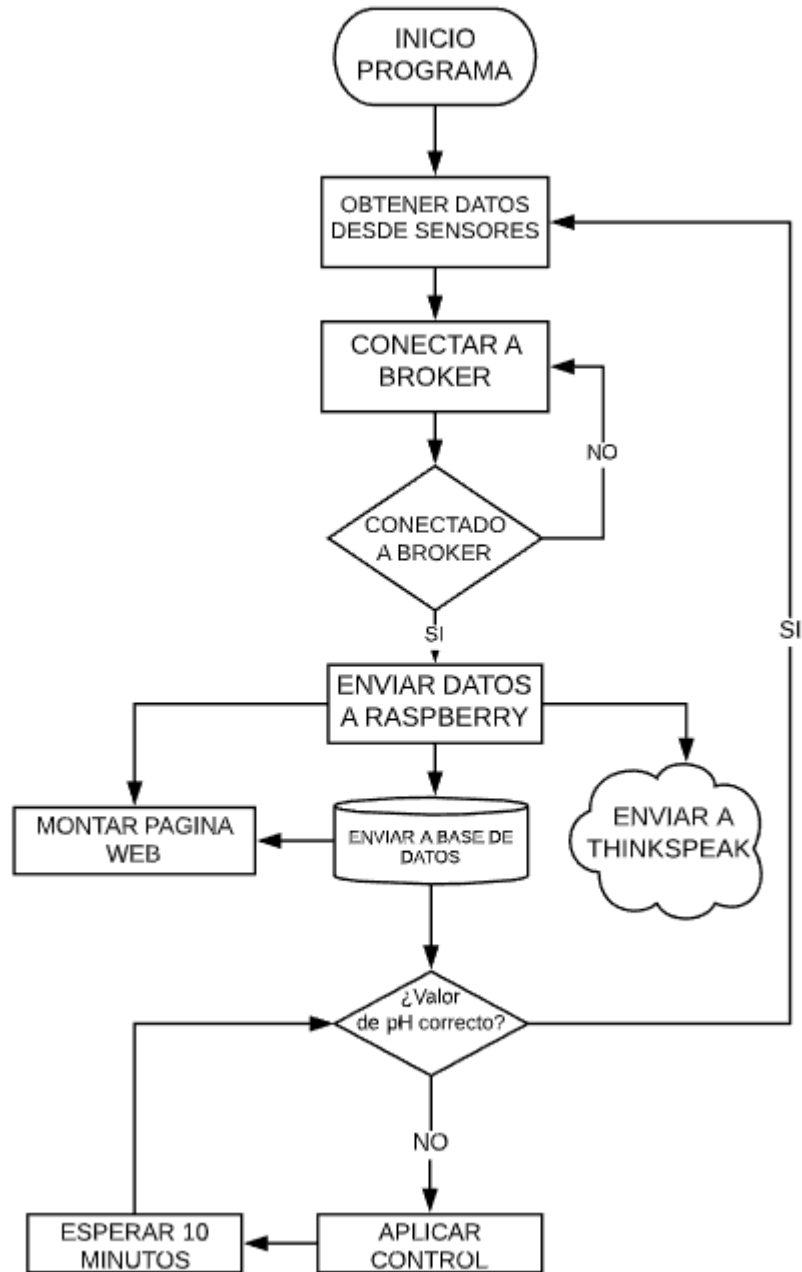 INICIO
PROGRAMA
OBTENER DATOS
DESDE SENSORES
CONECTAR A
BROKER
NO
CONECTADO
A BROKER
SI
SI
ENVIAR DATOS
A RASPBERRY
MONTAR PAGINA
WEB
ENVIAR A BASE DE
DATOS
ENVIAR A
THINKSPEAK
¿Valor
de pH correcto?
NO
ESPERAR 10
MINUTOS
APLICAR
CONTROL